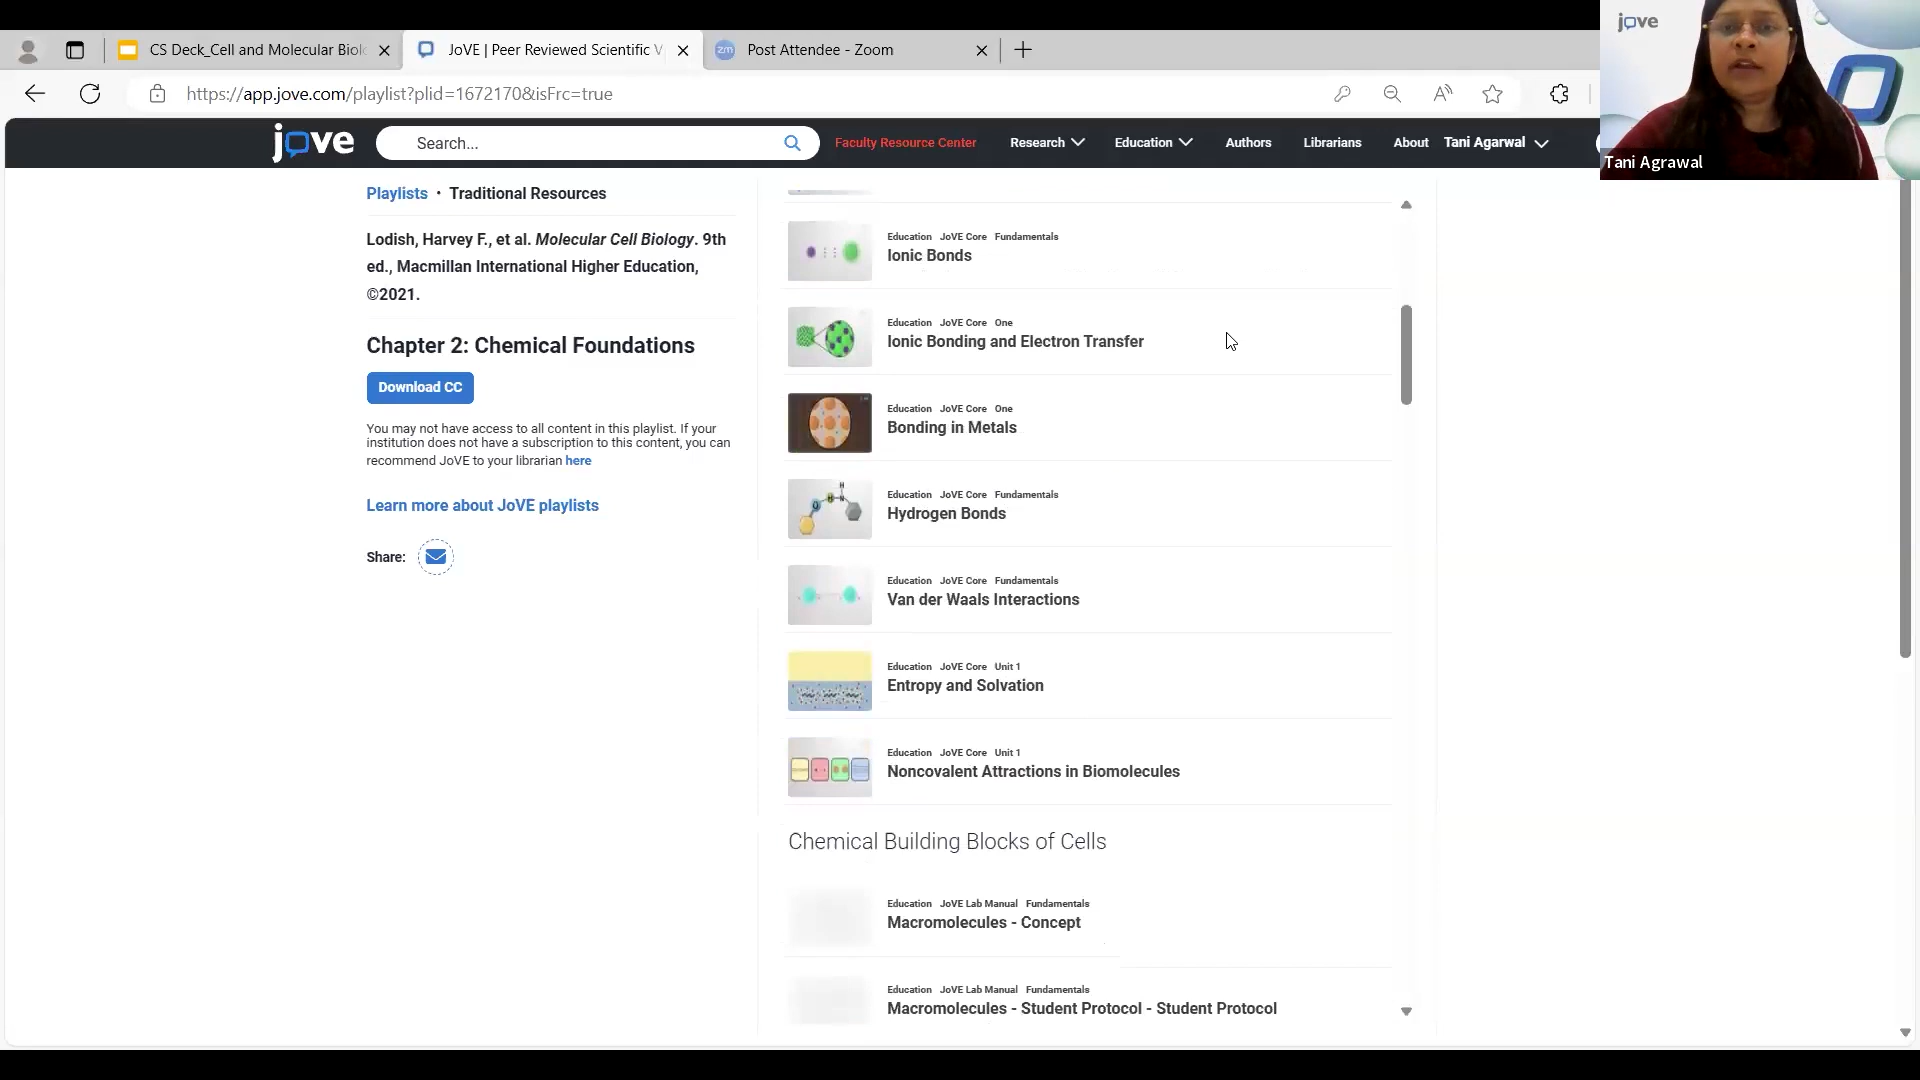 CS Deck_Cell and Molecular Biol
JoVE | Peer Reviewed Scientific V
zm
Post Attendee - Zoom
https://app.jove.com/playlist?plid=1672170&isFrc=true
jove
jove
Search...
Faculty Resource Center
Research
Education
Authors
Librarians
About
Tani Agarwal
Tani Agrawal
Playlists • Traditional Resources
Lodish, Harvey F., et al. Molecular Cell Biology. 9th
ed., Macmillan International Higher Education,
©2021.
Chapter 2: Chemical Foundations
Download CC
You may not have access to all content in this playlist. If your
institution does not have a subscription to this content, you can
recommend JoVE to your librarian here
Learn more about JoVE playlists
Share:
Education JoVE Core Fundamentals
Ionic Bonds
Education JoVE Core One
Ionic Bonding and Electron Transfer
Education JoVE Core One
Bonding in Metals
Education JoVE Core Fundamentals
Hydrogen Bonds
Education JoVE Core Fundamentals
Van der Waals Interactions
Education JoVE Core Unit 1
Entropy and Solvation
Education JoVE Core Unit 1
Noncovalent Attractions in Biomolecules
Chemical Building Blocks of Cells
Education JoVE Lab Manual Fundamentals
Macromolecules - Concept
Education JoVE Lab Manual Fundamentals
Macromolecules - Student Protocol - Student Protocol